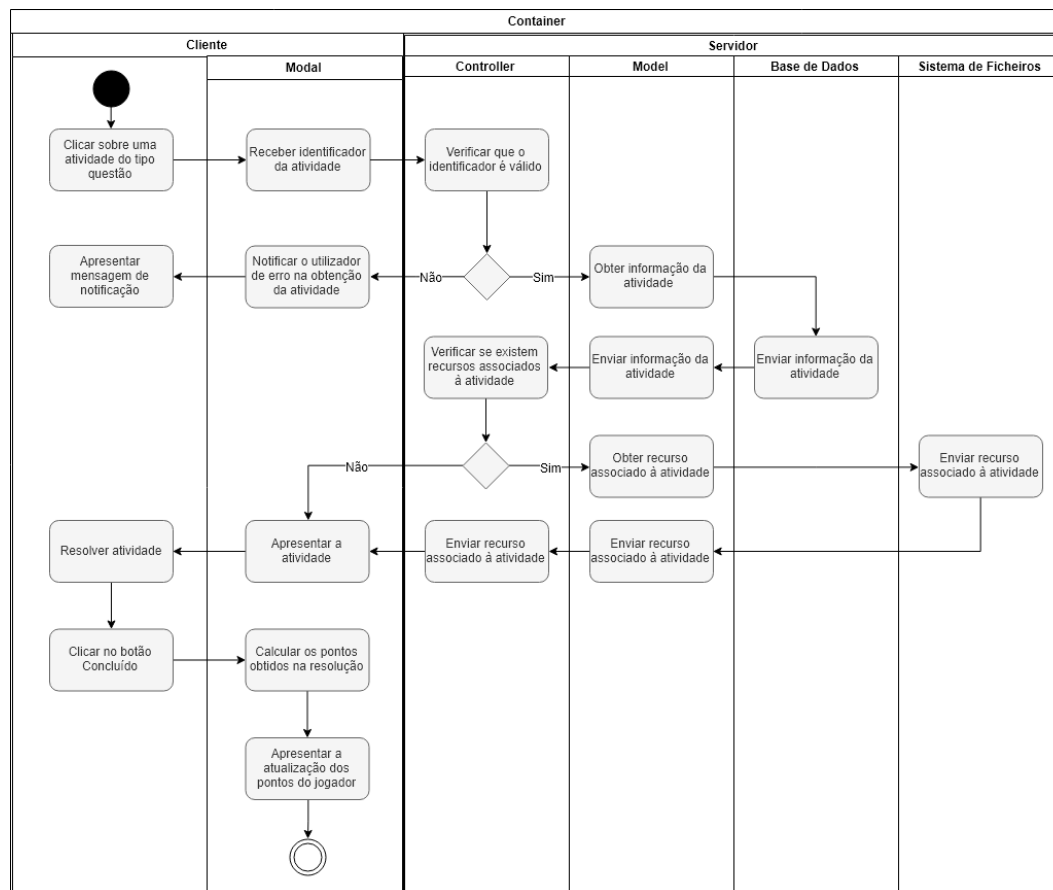 Container
Cliente
Servidor
Modal
Controller
Model
Base de Dados
Sistema de Ficheiros
Clicar sobre uma
atividade do tipo
questão
Receber identificador
da atividade
Verificar que o
identificador é válido
Apresentar
mensagem de
notificação
Notificar o utilizador
de erro na obtenção
da atividade
Não
Sim
Obter informação da
atividade
Verificar se existem
recursos associados
à atividade
Enviar informação da
atividade
Enviar informação da
atividade
Não
Sim
Obter recurso
associado à atividade
Enviar recurso
associado à atividade
Resolver atividade
Apresentar a
atividade
Enviar recurso
associado à atividade
Enviar recurso
associado à atividade
Clicar no botão
Concluído
Calcular os pontos
obtidos na resolução
Apresentar a
atualização dos
pontos do jogador